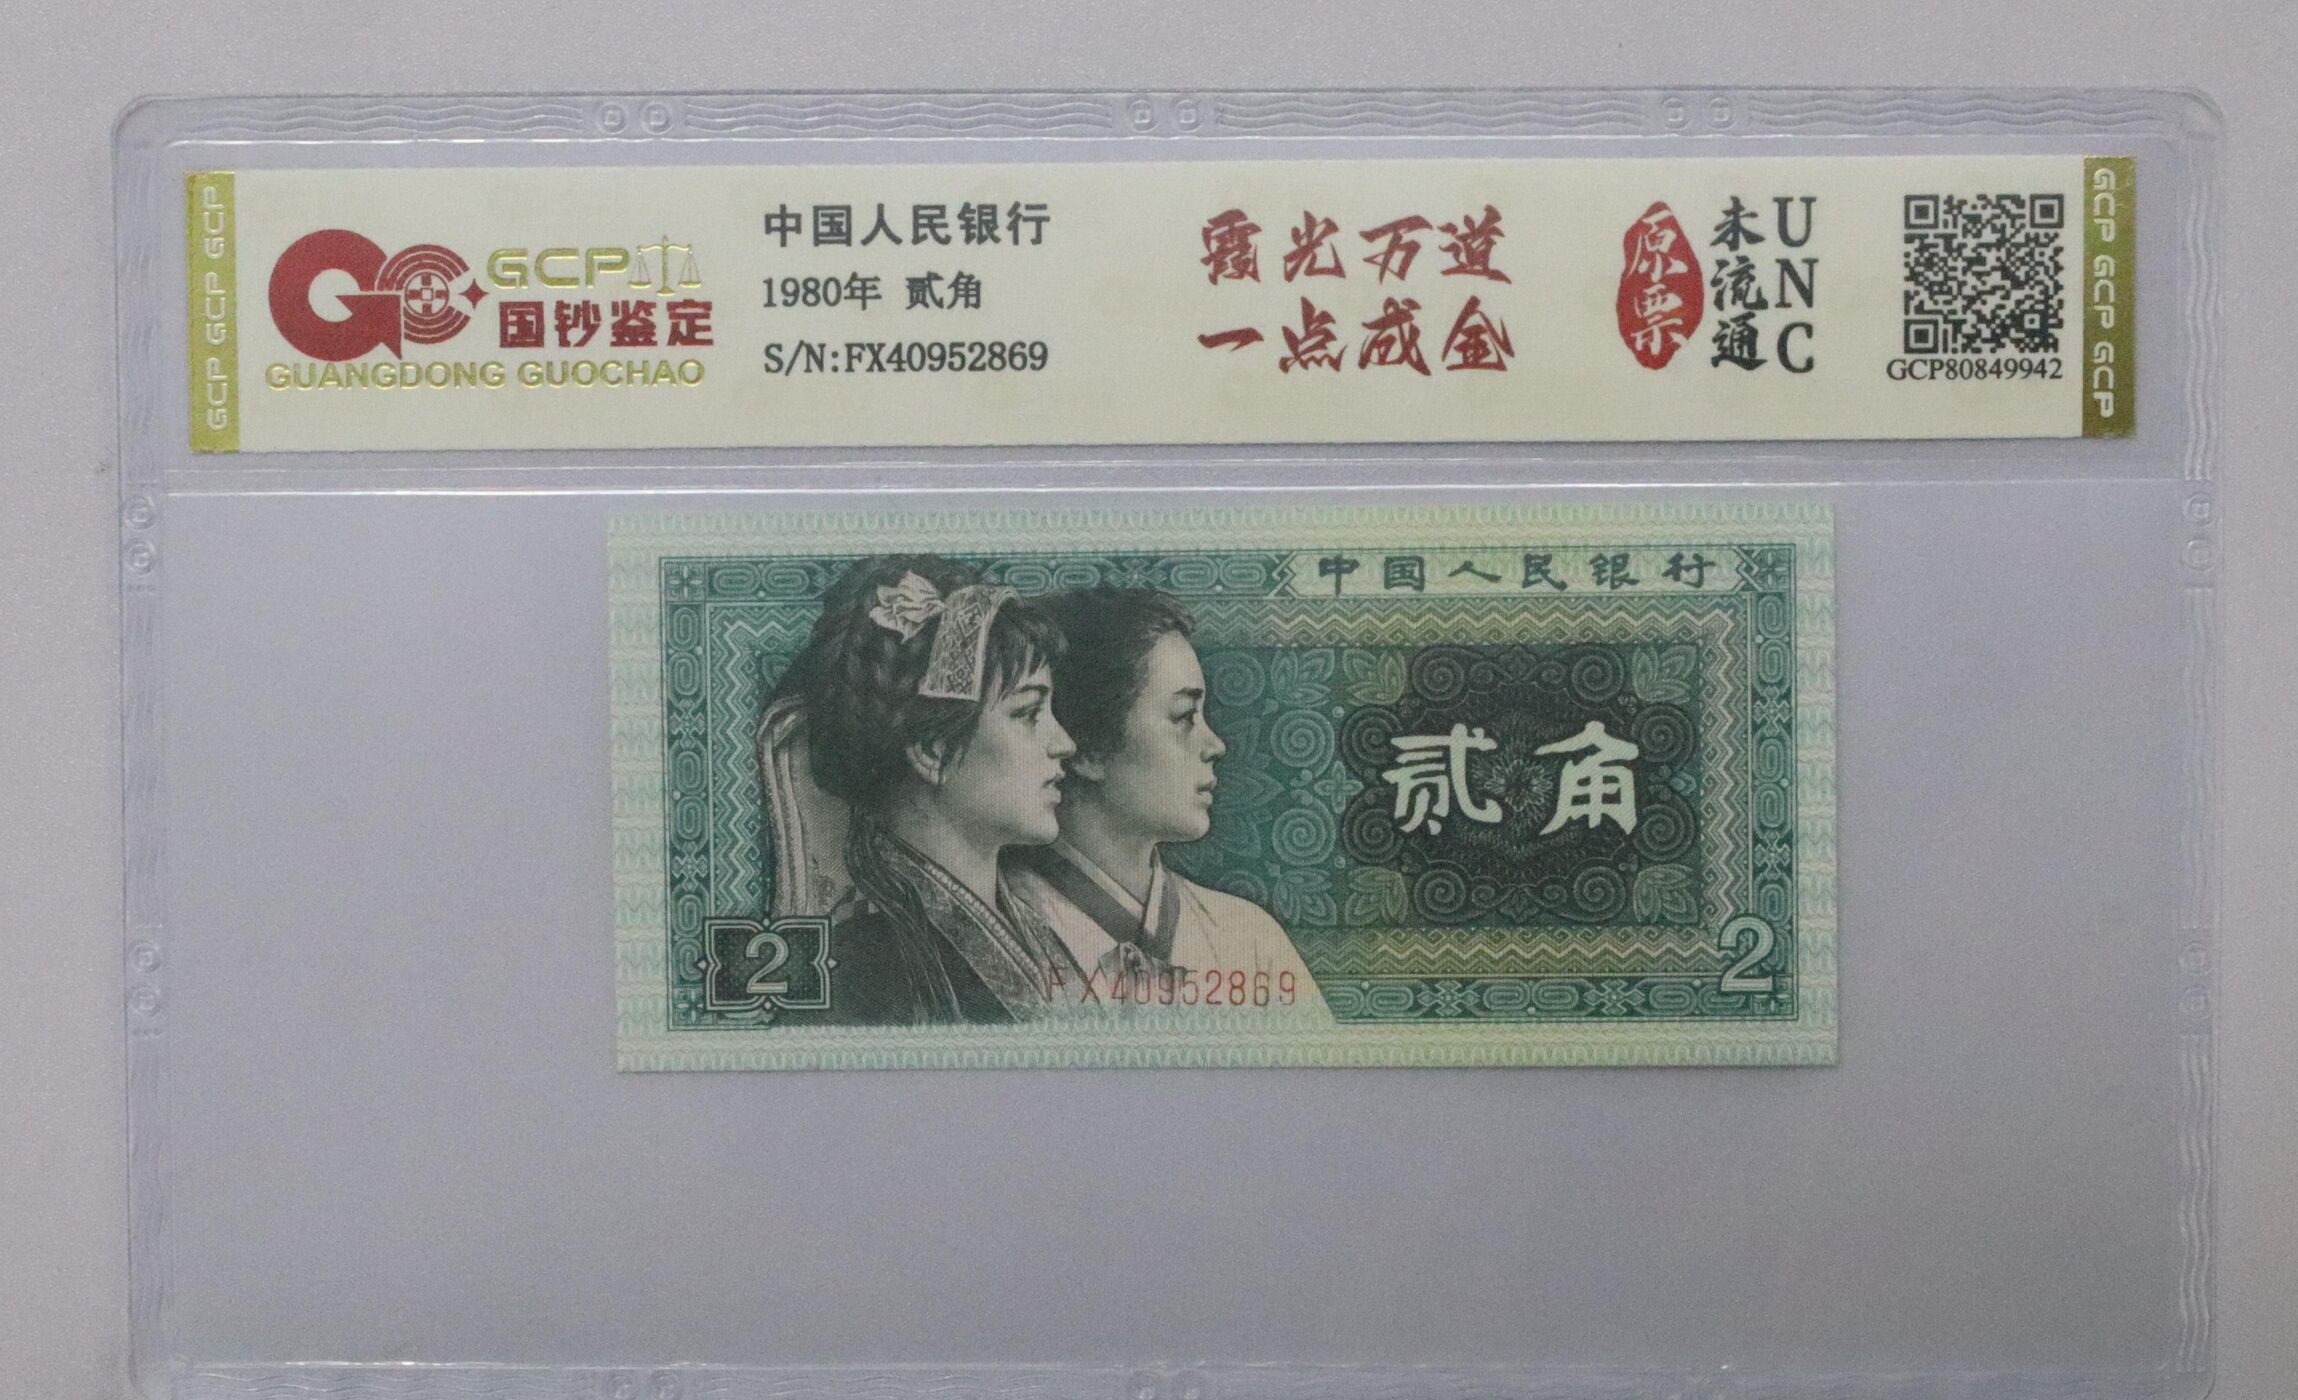 GCP GCP GCP
GCP
国钞鉴定
GUANGDONG GUOCHAO
中国人民银行
1980年 贰角
S/N:FX40952869
霞光万道
一点成金
原票
未流通
UNC
GCP80849942
GCP GCP GCP
中国人民银行
贰角
2
FX40952869
2